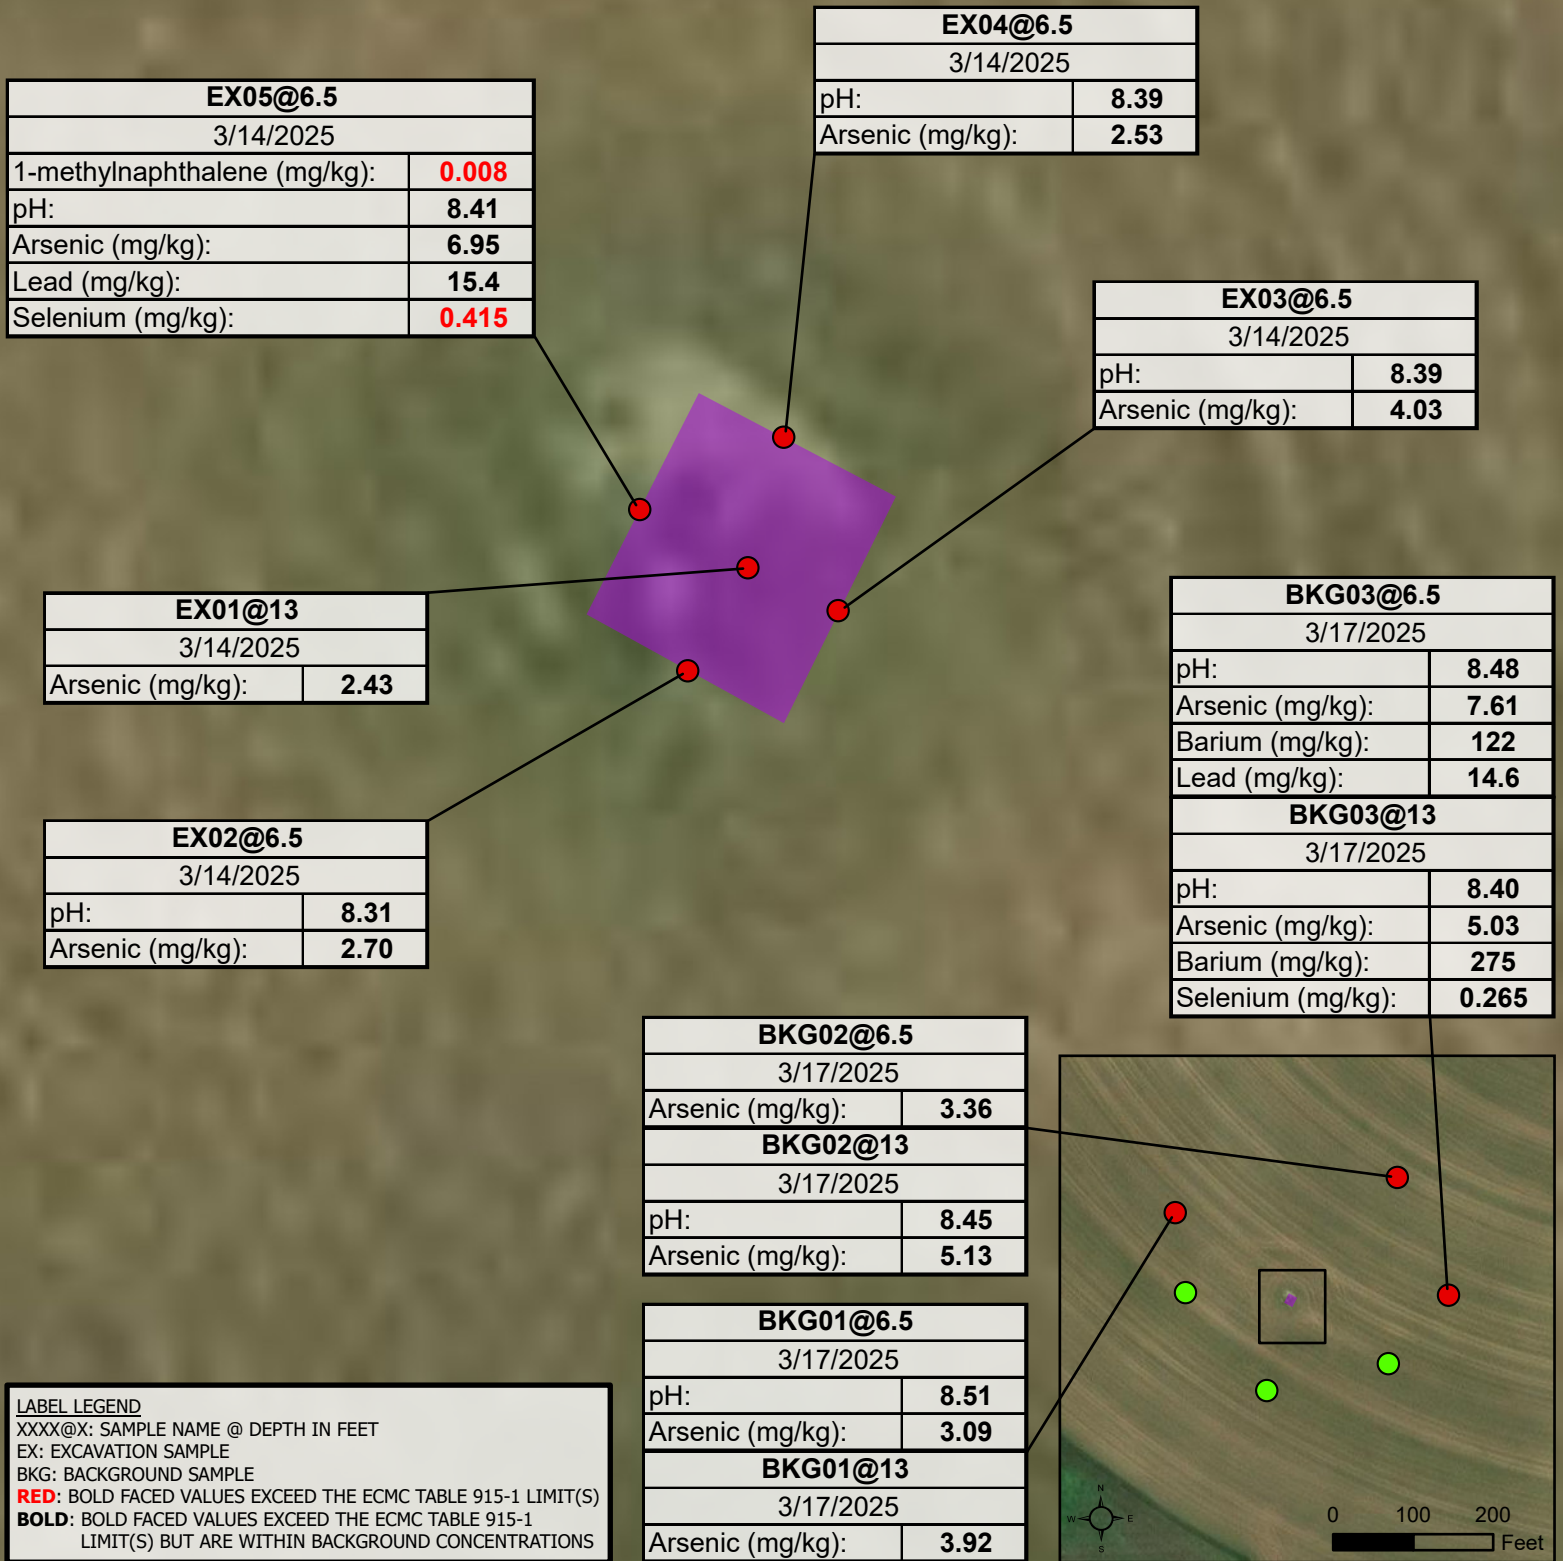 EX04@6.5
3/14/2025
pH: 8.39
Arsenic (mg/kg): 2.53
EX05@6.5
3/14/2025
1-methylnaphthalene (mg/kg): 0.008
pH: 8.41
Arsenic (mg/kg): 6.95
Lead (mg/kg): 15.4
Selenium (mg/kg): 0.415
EX03@6.5
3/14/2025
pH: 8.39
Arsenic (mg/kg): 4.03
EX01@13
3/14/2025
Arsenic (mg/kg): 2.43
BKG03@6.5
3/17/2025
pH: 8.48
Arsenic (mg/kg): 7.61
Barium (mg/kg): 122
Lead (mg/kg): 14.6
BKG03@13
3/17/2025
pH: 8.40
Arsenic (mg/kg): 5.03
Barium (mg/kg): 275
Selenium (mg/kg): 0.265
EX02@6.5
3/14/2025
pH: 8.31
Arsenic (mg/kg): 2.70
BKG02@6.5
3/17/2025
Arsenic (mg/kg): 3.36
BKG02@13
3/17/2025
pH: 8.45
Arsenic (mg/kg): 5.13
BKG01@6.5
3/17/2025
pH: 8.51
Arsenic (mg/kg): 3.09
BKG01@13
3/17/2025
Arsenic (mg/kg): 3.92
LABEL LEGEND
XXXX@X: SAMPLE NAME @ DEPTH IN FEET
EX: EXCAVATION SAMPLE
BKG: BACKGROUND SAMPLE
RED: BOLD FACED VALUES EXCEED THE ECMC TABLE 915-1 LIMIT(S)
BOLD: BOLD FACED VALUES EXCEED THE ECMC TABLE 915-1
LIMIT(S) BUT ARE WITHIN BACKGROUND CONCENTRATIONS
N
W E
S
0 100 200
Feet